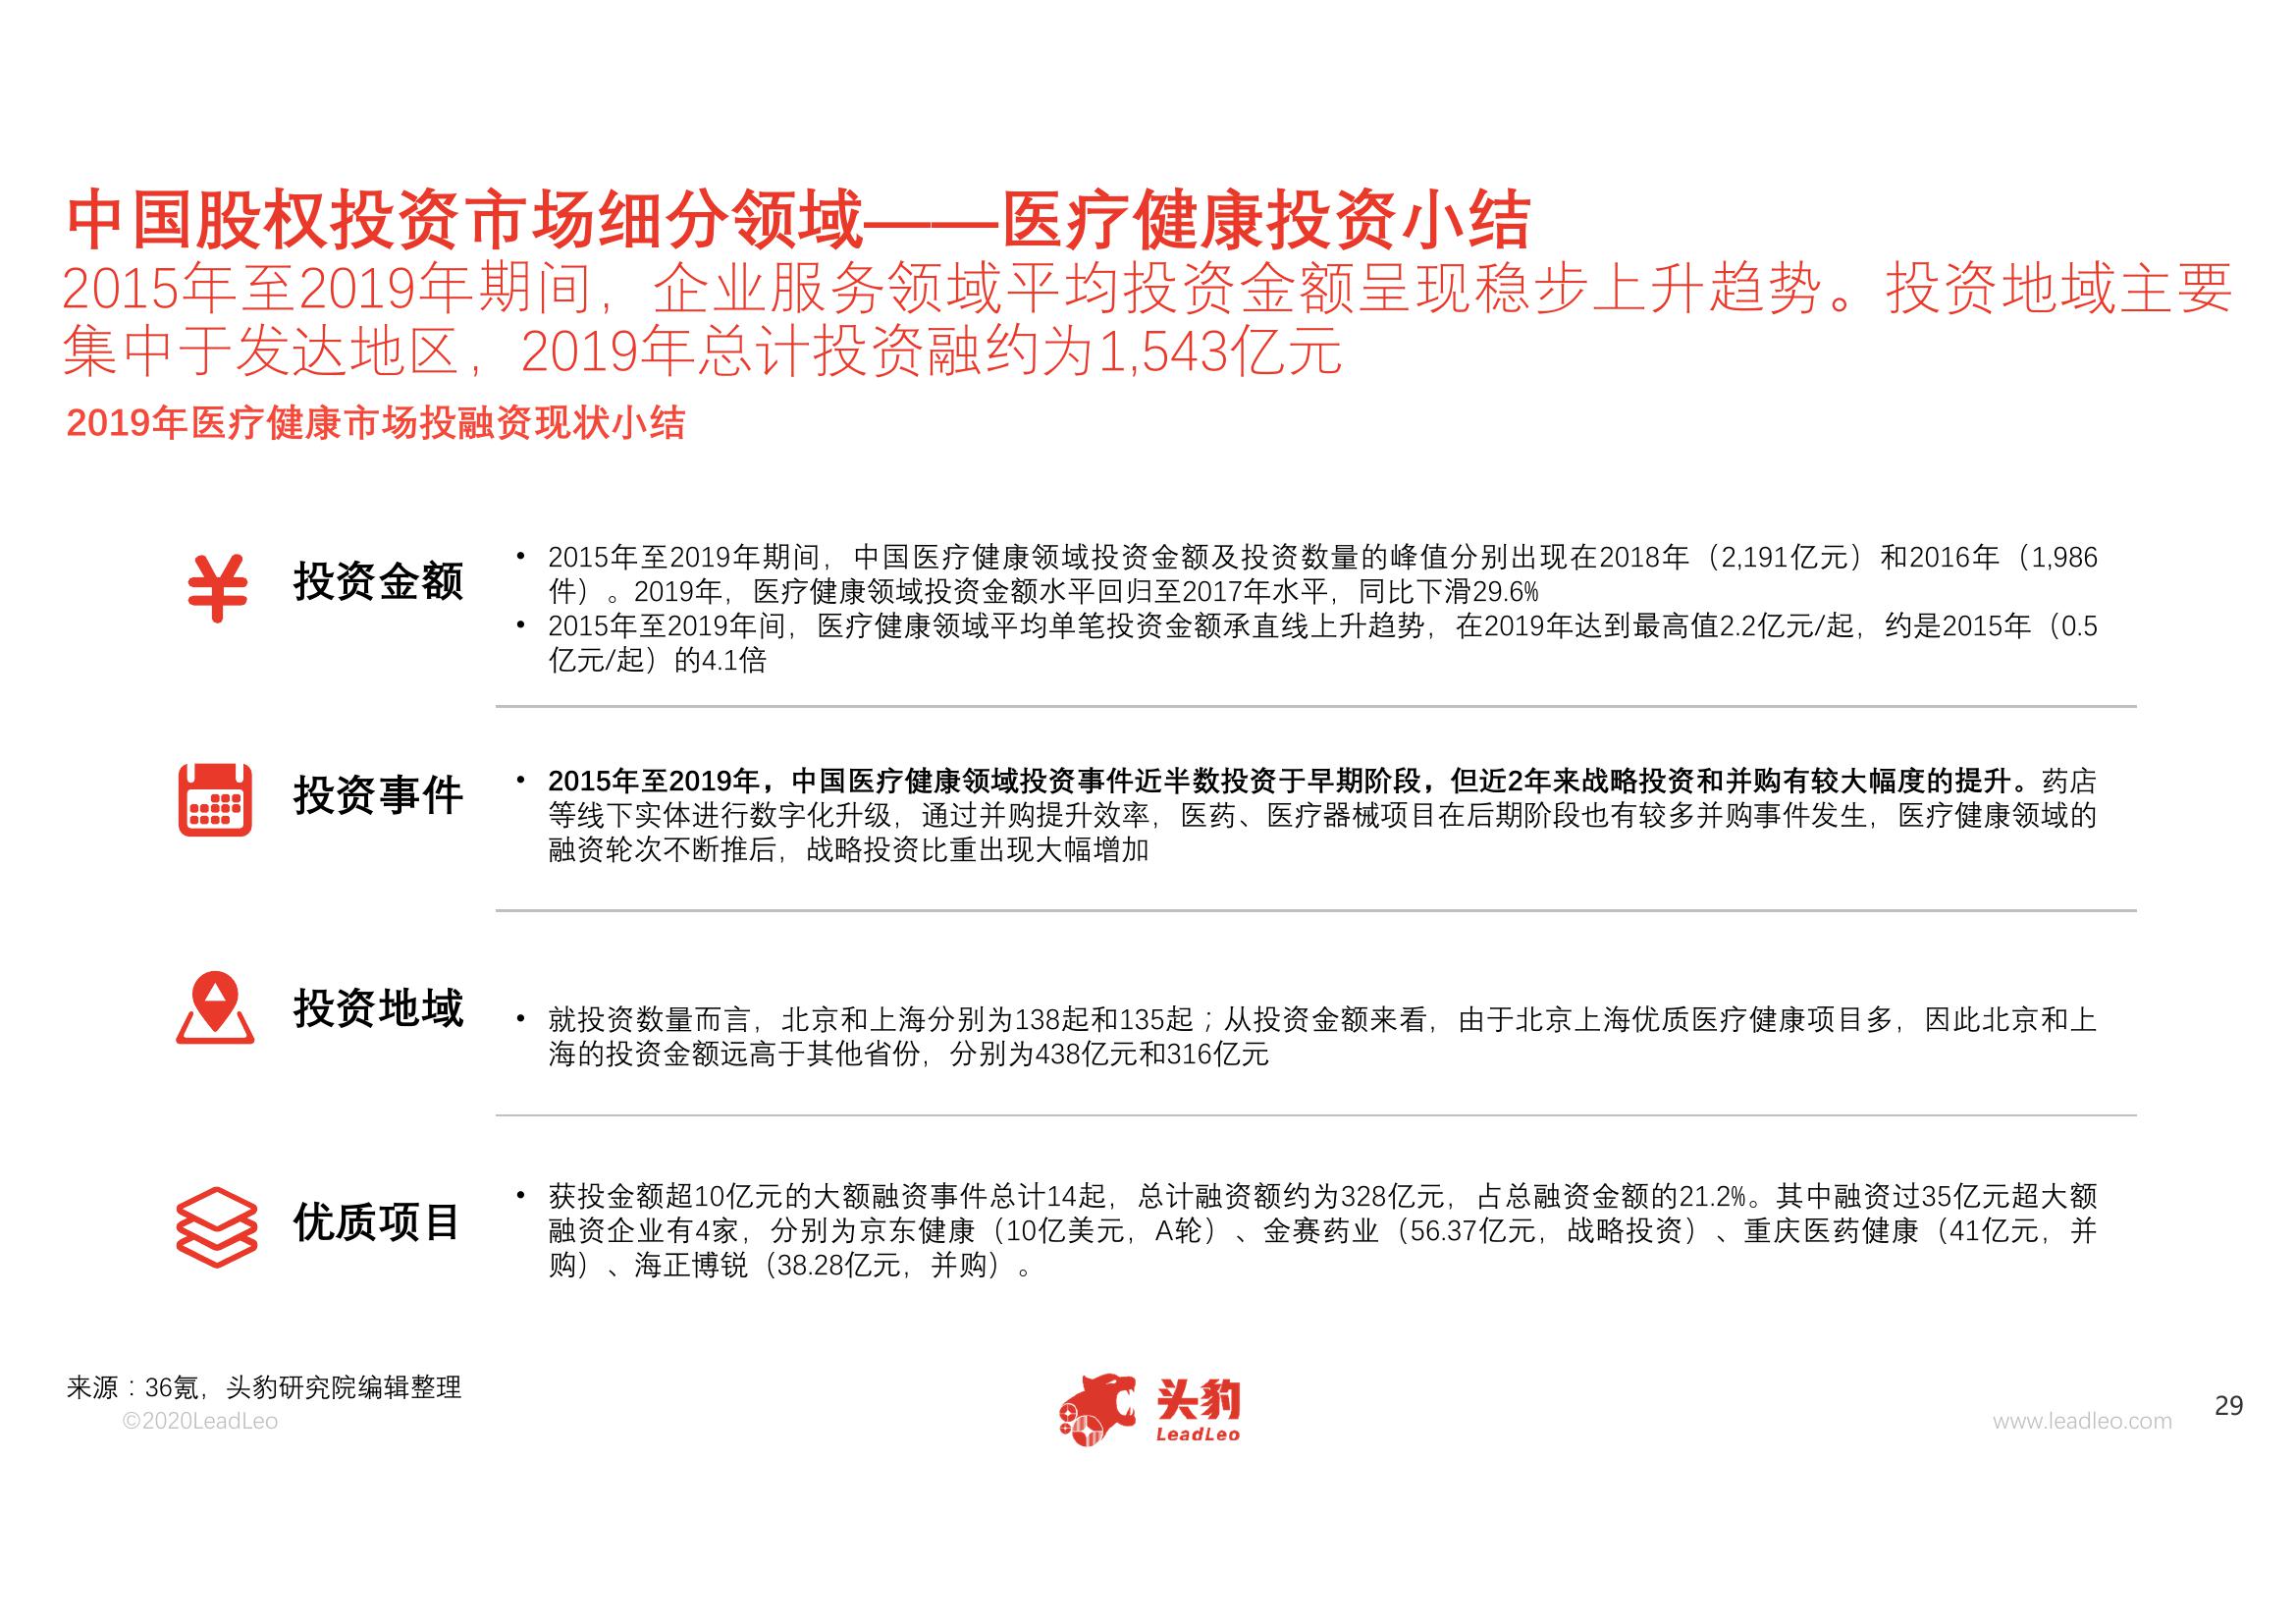 中国股权投资市场细分领域——医疗健康投资小结
2015年至2019年期间，企业服务领域平均投资金额呈现稳步上升趋势。投资地域主要
集中于发达地区，2019年总计投资融约为1,543亿元
2019年医疗健康市场投融资现状小结
投资金额
• 2015年至2019年期间，中国医疗健康领域投资金额及投资数量的峰值分别出现在2018年（2,191亿元）和2016年（1,986
件）。2019年，医疗健康领域投资金额水平回归至2017年水平，同比下滑29.6%
• 2015年至2019年间，医疗健康领域平均单笔投资金额承直线上升趋势，在2019年达到最高值2.2亿元/起，约是2015年（0.5
亿元/起）的4.1倍
投资事件
• 2015年至2019年，中国医疗健康领域投资事件近半数投资于早期阶段，但近2年来战略投资和并购有较大幅度的提升。药店
等线下实体进行数字化升级，通过并购提升效率，医药、医疗器械项目在后期阶段也有较多并购事件发生，医疗健康领域的
融资轮次不断推后，战略投资比重出现大幅增加
投资地域
• 就投资数量而言，北京和上海分别为138起和135起；从投资金额来看，由于北京上海优质医疗健康项目多，因此北京和上
海的投资金额远高于其他省份，分别为438亿元和316亿元
优质项目
• 获投金额超10亿元的大额融资事件总计14起，总计融资额约为328亿元，占总融资金额的21.2%。其中融资过35亿元超大额
融资企业有4家，分别为京东健康（10亿美元，A轮）、金赛药业（56.37亿元，战略投资）、重庆医药健康（41亿元，并
购）、海正博锐（38.28亿元，并购）。
来源：36氪，头豹研究院编辑整理
©2020LeadLeo
头豹
LeadLeo
www.leadleo.com
29